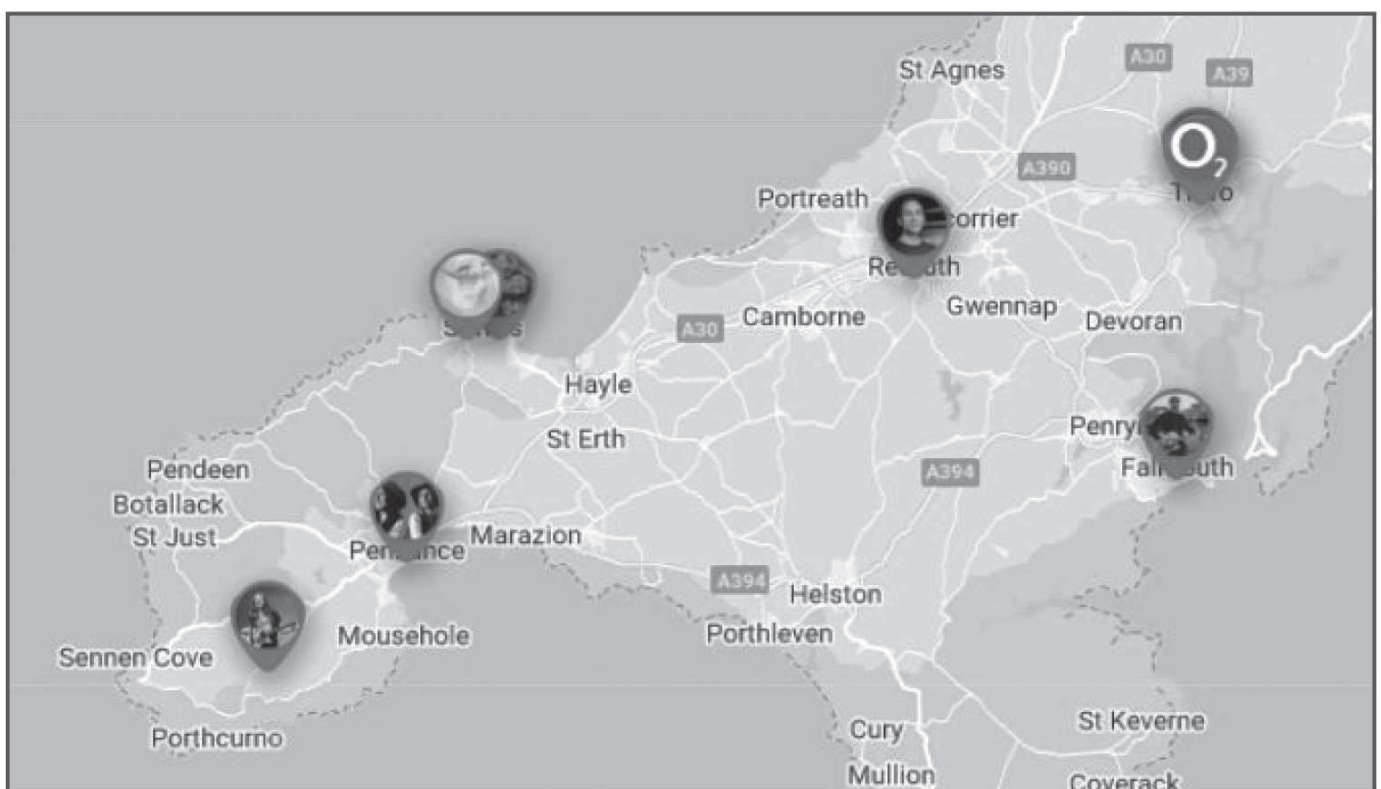 St Agnes
A30
A39
A390
O2
Portreath
Camborne
Gwennap
Devoran
A30
Hayle
St Erth
Pendeen
Botallack
St Just
Marazion
A394
A394
Helston
Porthleven
Mousehole
Sennen Cove
Porthcurno
Cury
Mullion
St Keverne
Coverack